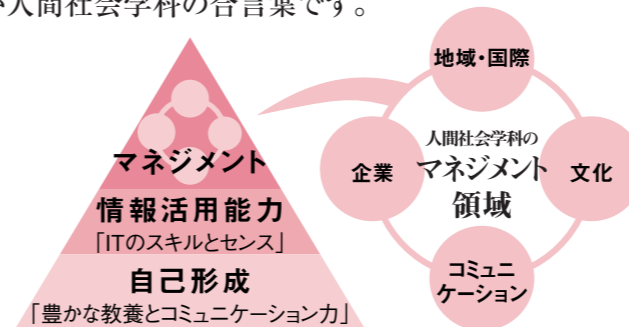 人間社会学科の合言葉です。
マネジメント
情報活用能力
「ITのスキルとセンス」
自己形成
「豊かな教養とコミュニケーション力」
地域・国際
企業
人間社会学科の
マネジメント
領域
文化
コミュニ
ケーション